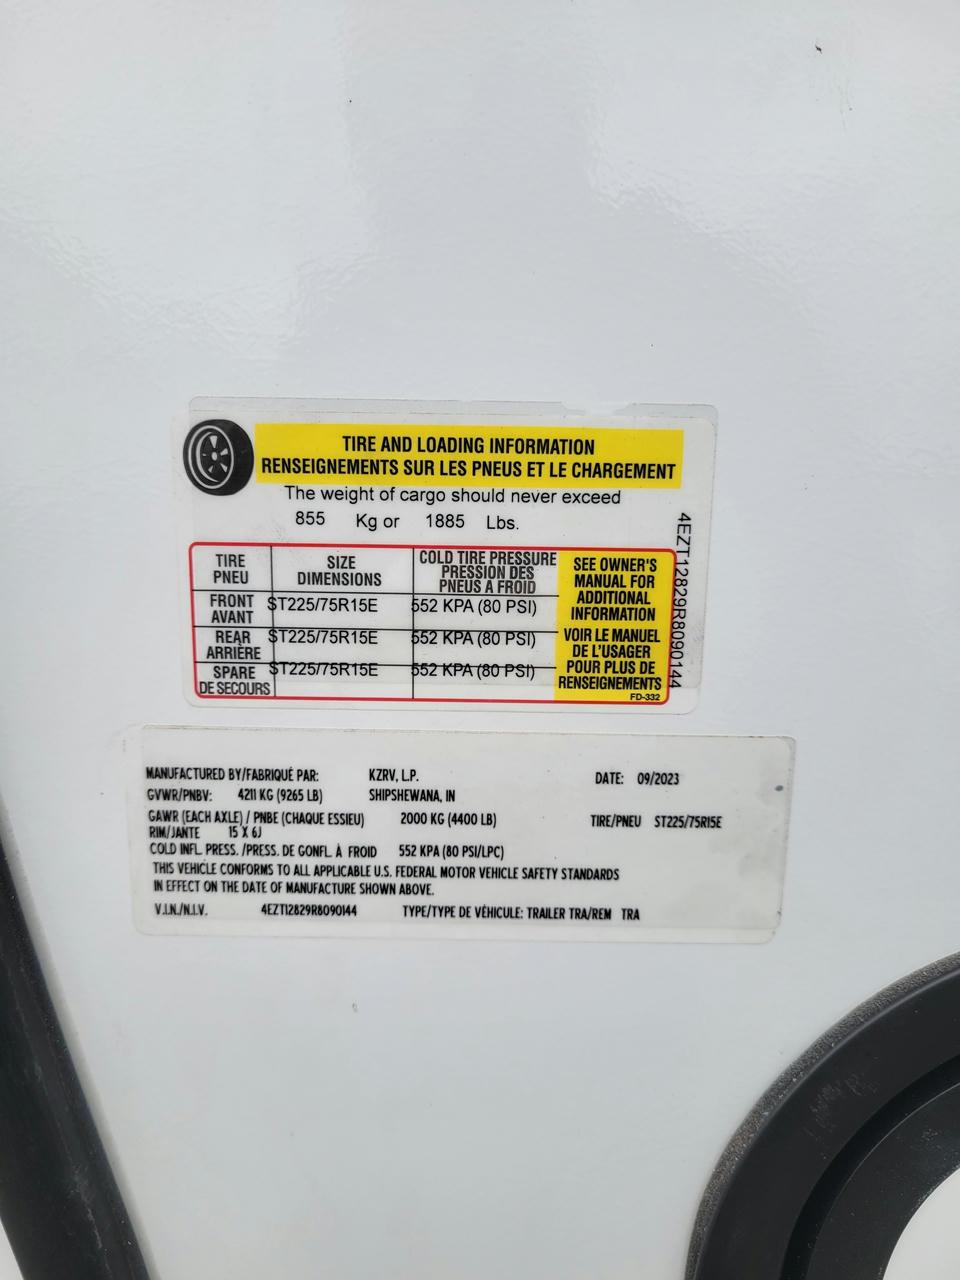 TIRE AND LOADING INFORMATION
RENSEIGNEMENTS SUR LES PNEUS ET LE CHARGEMENT
The weight of cargo should never exceed
855 Kg or 1885 Lbs.
TIRE PNEU
SIZE DIMENSIONS
COLD TIRE PRESSURE PRESSION DES PNEUS A FROID
FRONT AVANT ST225/75R15E 552 KPA (80 PSI)
REAR ARRIÈRE ST225/75R15E 552 KPA (80 PSI)
SPARE DE SECOURS ST225/75R15E 552 KPA (80 PSI)
SEE OWNER'S
MANUAL FOR
ADDITIONAL
INFORMATION
VOIR LE MANUEL
DE L'USAGER
POUR PLUS DE
RENSEIGNEMENTS
FD-332
4EZT12829R8090144
MANUFACTURED BY/FABRIQUÉ PAR: KZRV, L.P. DATE: 09/2023
GVWR/PNBV: 4211 KG (9265 LB) SHIPSHEWANA, IN
GAWR (EACH AXLE) / PNBE (CHAQUE ESSIEU) 2000 KG (4400 LB) TIRE/PNEU ST225/75R15E
RIM/JANTE 15 X 6J
COLD INFL. PRESS. /PRESS. DE GONFL. À FROID 552 KPA (80 PSI/LPC)
THIS VEHICLE CONFORMS TO ALL APPLICABLE U.S. FEDERAL MOTOR VEHICLE SAFETY STANDARDS
IN EFFECT ON THE DATE OF MANUFACTURE SHOWN ABOVE.
V.I.N./N.I.V. 4EZT12829R8090144 TYPE/TYPE DE VÉHICULE: TRAILER TRA/REM TRA